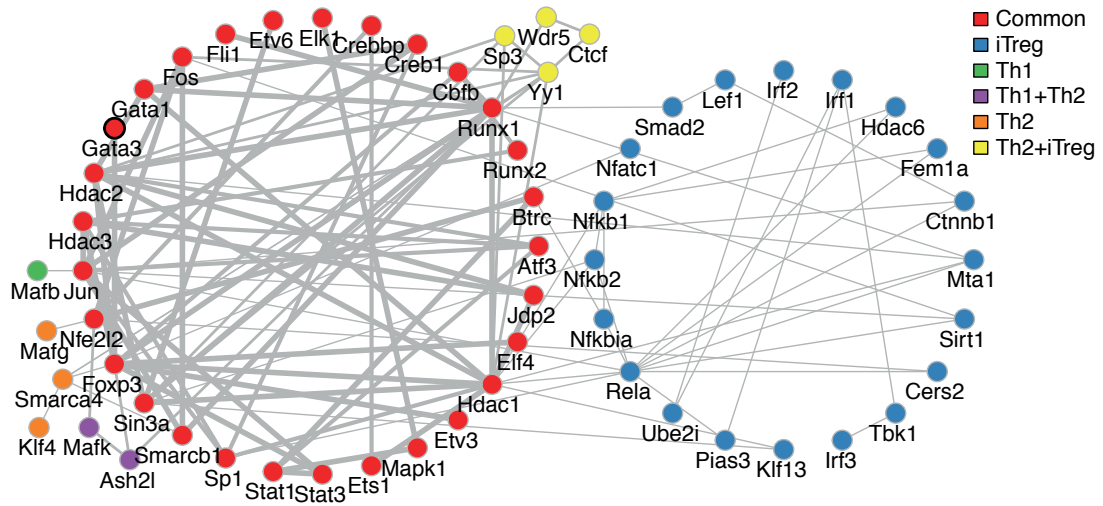 Common
iTreg
Th1
Th1+Th2
Th2
Th2+iTreg
Fli1
Etv6
Elk1
Crebbp
Creb1
Fos
Cbfb
Gata1
Runx1
Gata3
Runx2
Hdac2
Btrc
Hdac3
Atf3
Mafb
Jun
Jdp2
Nfe2l2
Mafg
Elf4
Foxp3
Smarca4
Hdac1
Sin3a
Etv3
Klf4
Mafk
Smarcb1
Ash2l
Sp1
Stat1
Stat3
Ets1
Mapk1
Wdr5
Sp3
Ctcf
Yy1
Smad2
Lef1
Irf2
Irf1
Hdac6
Nfatc1
Fem1a
Nfkb1
Ctnnb1
Nfkb2
Mta1
Nfkbia
Sirt1
Rela
Cers2
Ube2i
Tbk1
Pias3
Klf13
Irf3